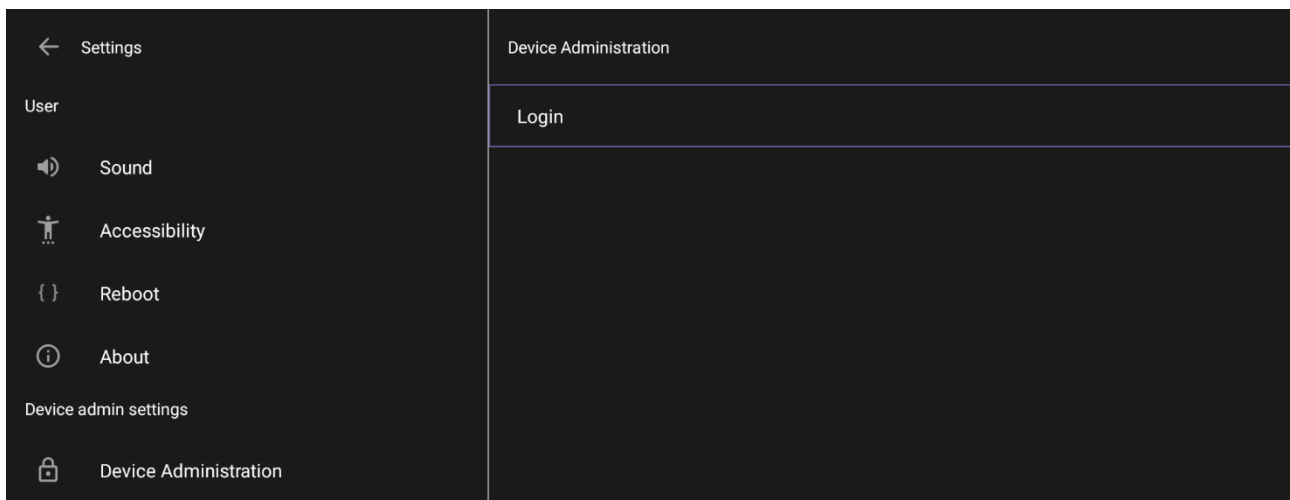 Settings
User
Sound
Accessibility
Reboot
About
Device admin settings
Device Administration
Device Administration
Login